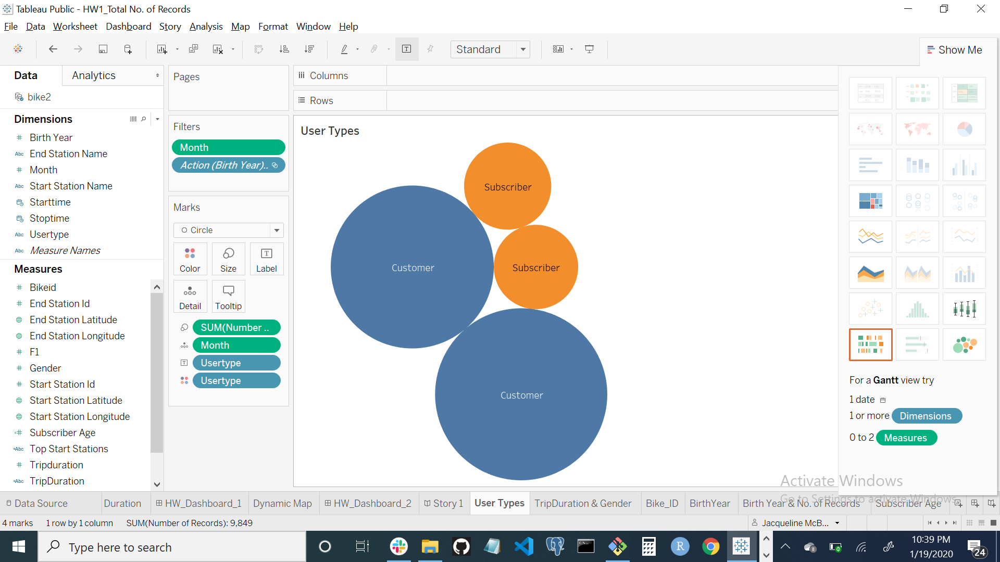 Tableau Public - HW1_Total No. of Records
File Data Worksheet Dashboard Story Analysis Map Format Window Help
Standard
Show Me
Data Analytics
bike2
Dimensions
# Birth Year
Abc End Station Name
# Month
Abc Start Station Name
Starttime
Stoptime
Abc Usertype
Abc Measure Names
Measures
# Bikeid
# End Station Id
End Station Latitude
End Station Longitude
# F1
# Gender
# Start Station Id
Start Station Latitude
Start Station Longitude
=# Subscriber Age
=Abc Top Start Stations
# Tripduration
=Abc TripDuration
Pages
Filters
Month
Action (Birth Year)..
Marks
Circle
Color Size Label
Detail Tooltip
SUM(Number ..
Month
Usertype
Usertype
Columns
Rows
User Types
Subscriber
Customer
Subscriber
Customer
For a Gantt view try
1 date
1 or more Dimensions
0 to 2 Measures
Activate Windows
Go to Settings to activate Windows.
Data Source Duration HW_Dashboard_1 Dynamic Map HW_Dashboard_2 Story 1 User Types TripDuration & Gender Bike_ID BirthYear Birth Year & No. of Records Subscriber Age
4 marks 1 row by 1 column SUM(Number of Records): 9,849
Jacqueline McB...
Type here to search
R
10:39 PM
1/19/2020
24